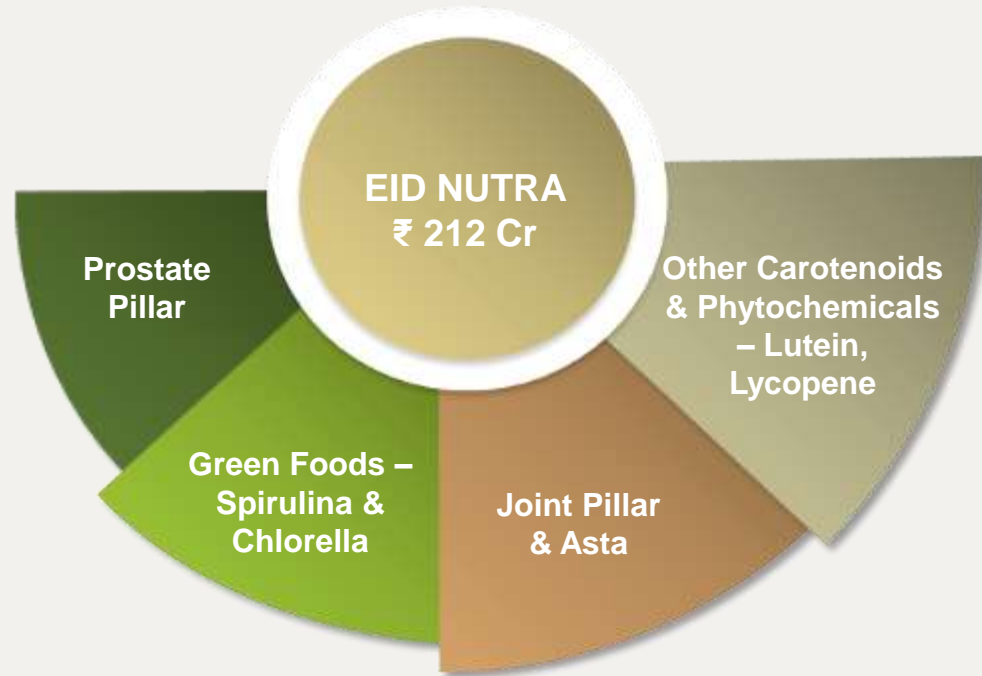 EID NUTRA
₹ 212 Cr
Prostate
Pillar
Green Foods –
Spirulina &
Chlorella
Joint Pillar
& Asta
Other Carotenoids
& Phytochemicals
– Lutein,
Lycopene